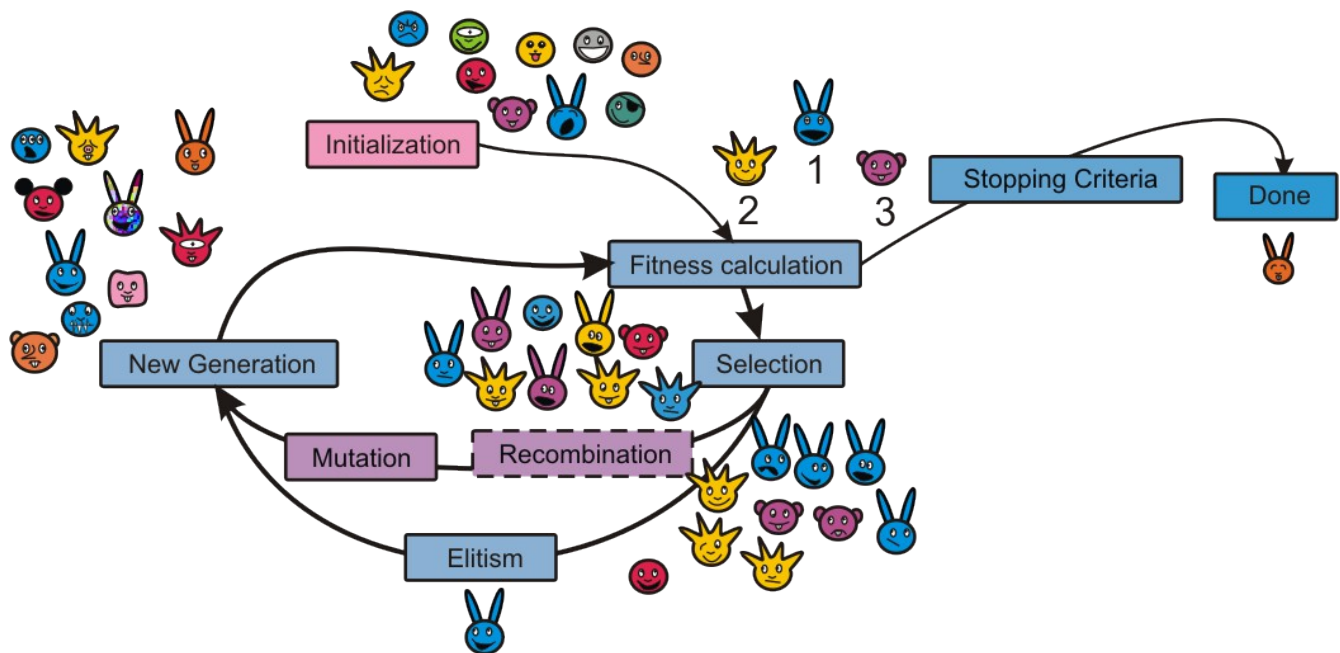 Initialization
1
2
3
Stopping Criteria
Done
Fitness calculation
New Generation
Selection
Mutation
Recombination
Elitism